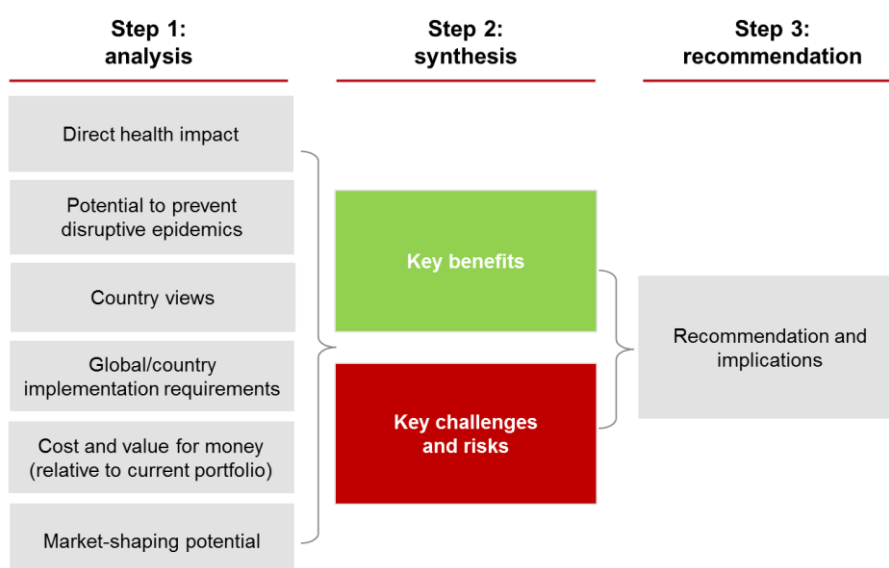 Step 1:
analysis
Step 2:
synthesis
Step 3:
recommendation
Direct health impact
Potential to prevent
disruptive epidemics
Country views
Global/country
implementation requirements
Cost and value for money
(relative to current portfolio)
Market-shaping potential
Key benefits
Key challenges
and risks
Recommendation and
implications